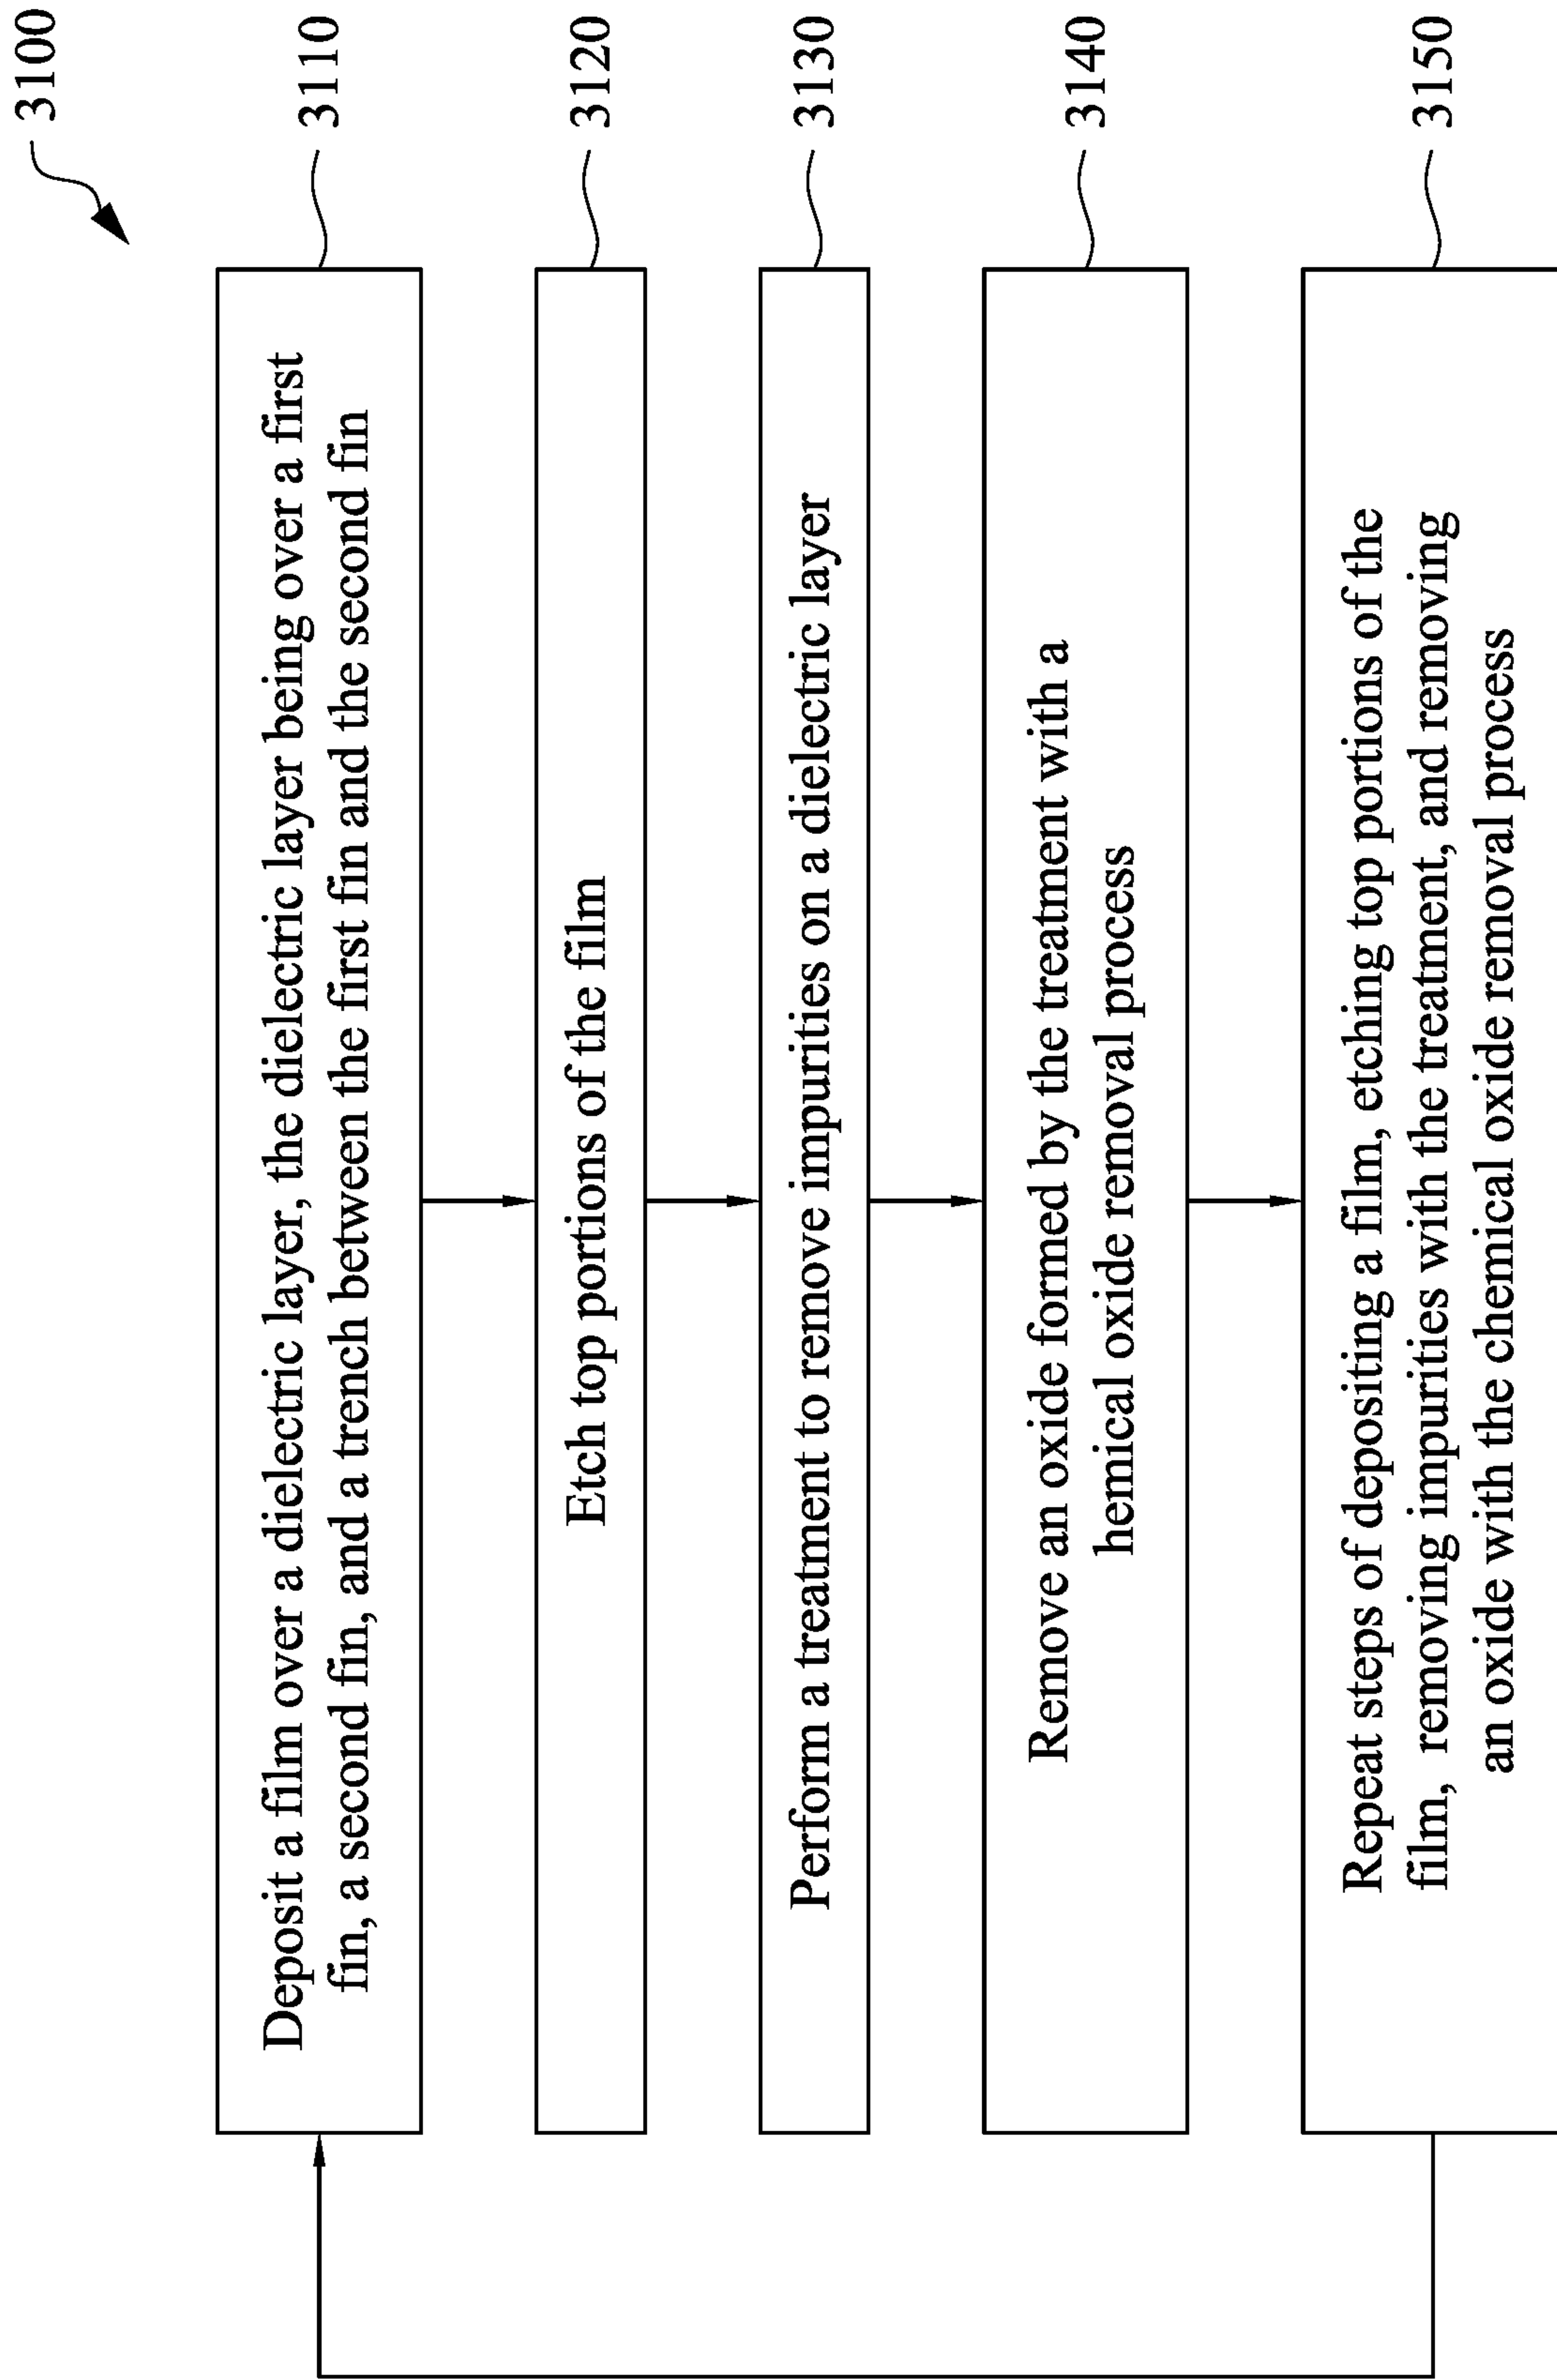 3100
Deposit a film over a dielectric layer, the dielectric layer being over a first
fin, a second fin, and a trench between the first fin and the second fin
3110
Etch top portions of the film
3120
Perform a treatment to remove impurities on a dielectric layer
3130
Remove an oxide formed by the treatment with a
hemical oxide removal process
3140
Repeat steps of depositing a film, etching top portions of the
film, removing impurities with the treatment, and removing
an oxide with the chemical oxide removal process
3150